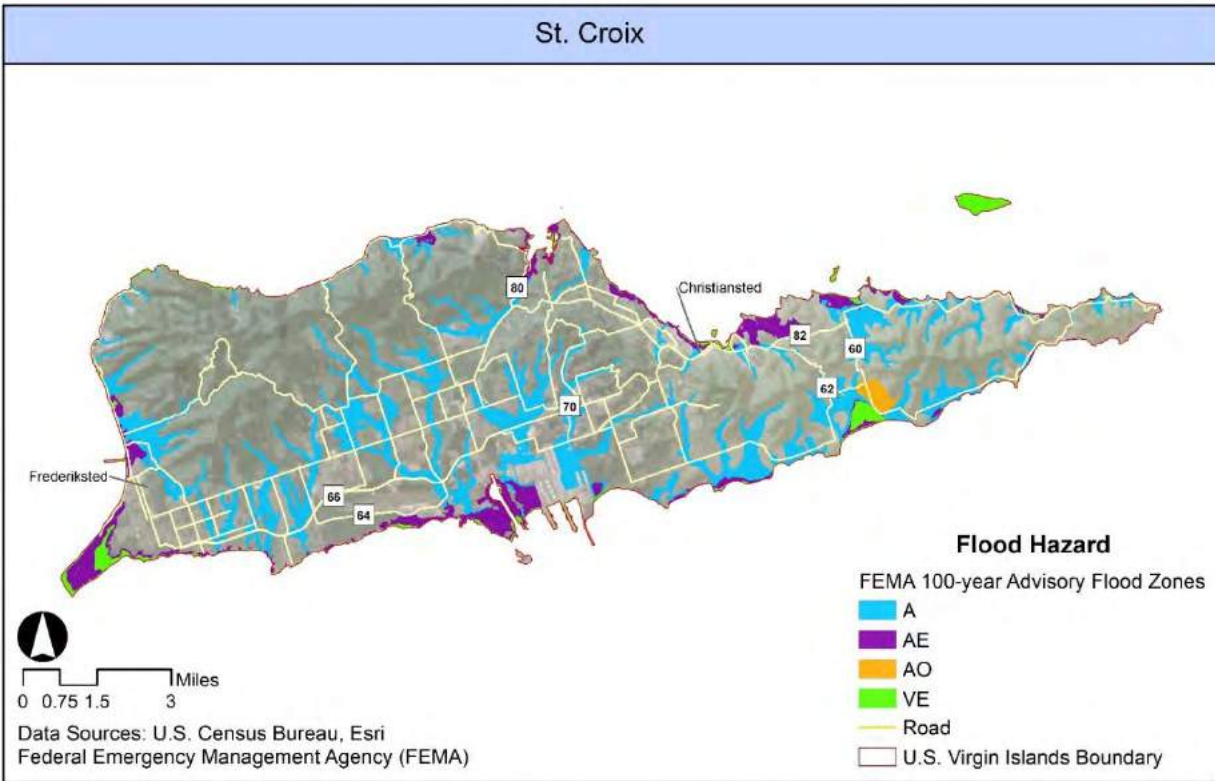 St. Croix
80
Christiansted
82
60
62
70
Frederiksted
66
64
Flood Hazard
FEMA 100-year Advisory Flood Zones
A
AE
AO
VE
Road
U.S. Virgin Islands Boundary
Miles
0 0.75 1.5 3
Data Sources: U.S. Census Bureau, Esri
Federal Emergency Management Agency (FEMA)